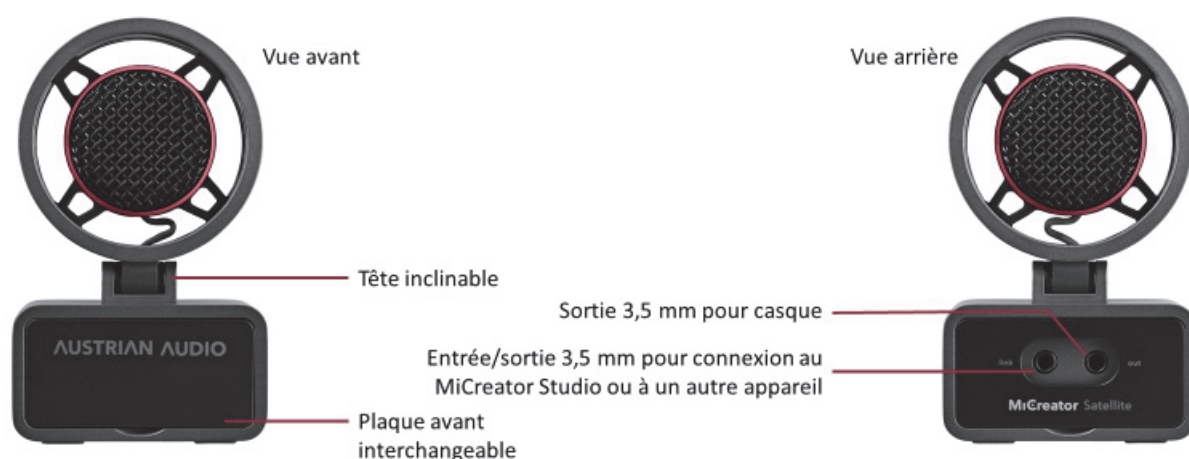 Vue avant
Vue arrière
Tête inclinable
Sortie 3,5 mm pour casque
AUSTRIAN AUDIO
link
out
Entrée/sortie 3,5 mm pour connexion au
MiCreator Studio ou à un autre appareil
MiCreator Satellite
Plaque avant
interchangeable